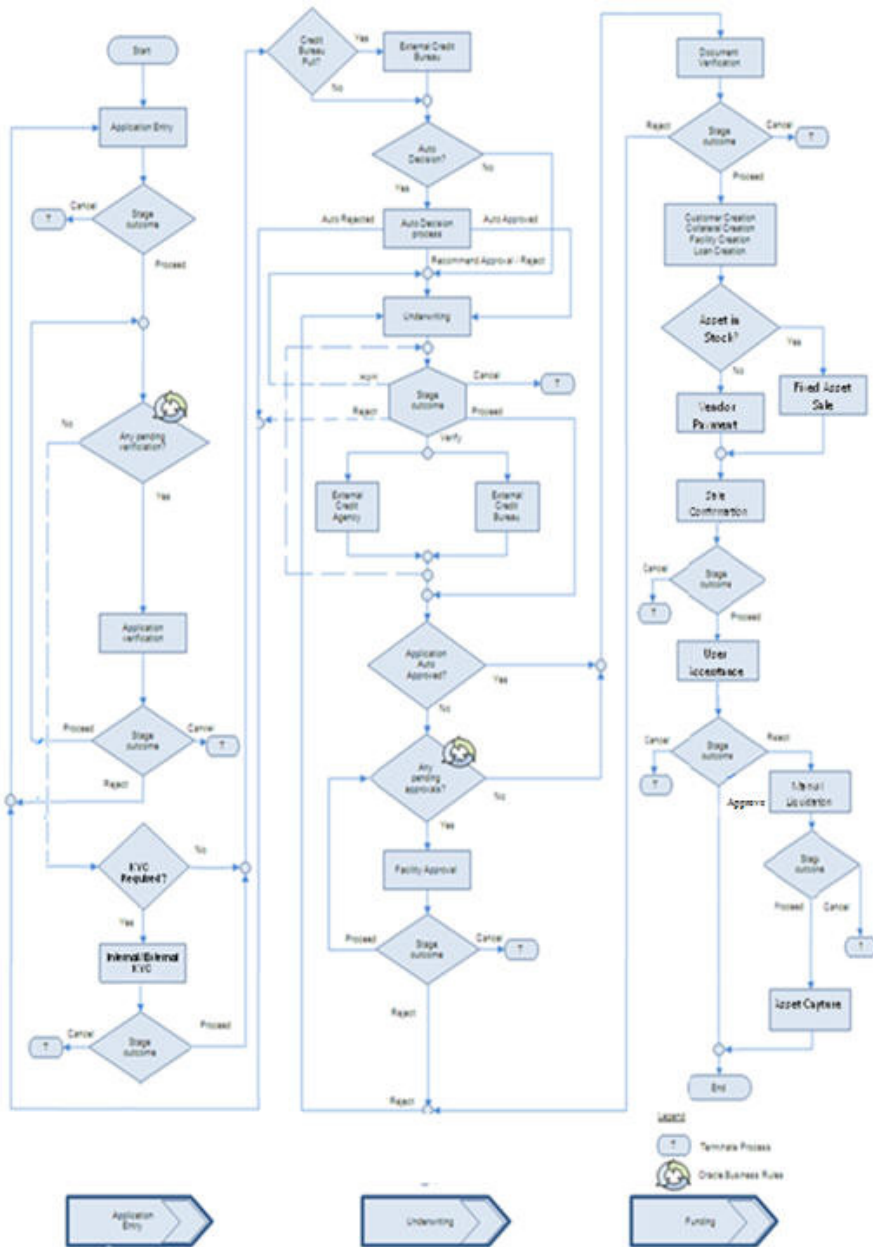 Start
Application Entry
Cancel
T
Stage
outcome
Proceed
No
Any pending
verification?
Yes
Application
verification
Proceed
Stage
outcome
Cancel
T
Reject
KYC
Required?
No
Yes
Internal/External
KYC
T
Cancel
Stage
outcome
Proceed
Credit
Bureau
Pull?
Yes
External Credit
Bureau
No
Auto
Decision?
No
Yes
Auto Rejected
Auto Decision
process
Auto Approved
Recommend Approval - Reject
Underwriting
Stage
outcome
Cancel
T
Reject
Proceed
Verify
External
Credit
Agency
External
Credit
Bureau
Application
Auto
Approved?
Yes
No
Any
pending
approvals?
No
Yes
Facility Approval
Proceed
Stage
outcome
Cancel
T
Reject
Reject
Document
Verification
Reject
Stage
outcome
Cancel
T
Proceed
Customer Creation
Collateral Creation
Facility Creation
Loan Creation
Asset in
Stock?
Yes
No
Vendor
Payment
Fixed Asset
Sale
Sale
Confirmation
Cancel
T
Stage
outcome
Proceed
User
Acceptance
Cancel
T
Stage
outcome
Reject
Approve
Manual
Liquidation
Stage
outcome
Proceed
Cancel
T
Asset Capture
End
Legend
T
Terminate Process
Oracle Business Rules
Application
Entry
Underwriting
Funding